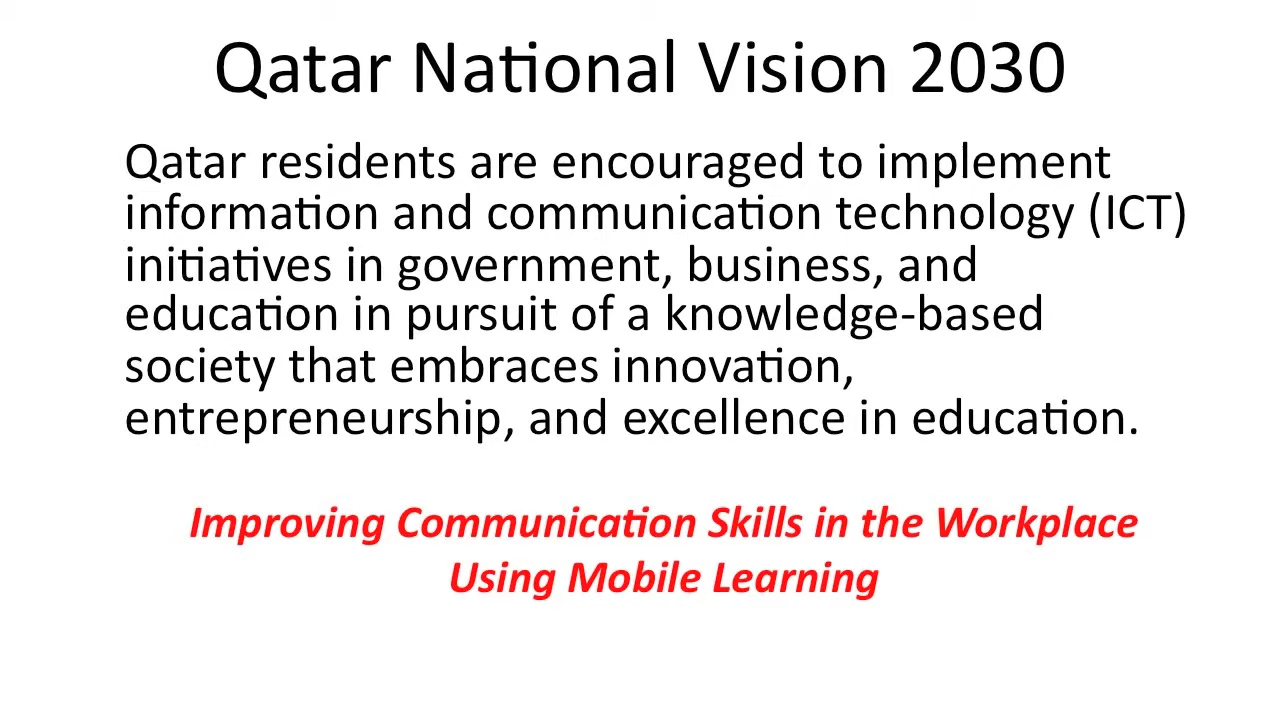 Qatar National Vision 2030
Qatar residents are encouraged to implement
information and communication technology (ICT)
initiatives in government, business, and
education in pursuit of a knowledge-based
society that embraces innovation,
entrepreneurship, and excellence in education.
Improving Communication Skills in the Workplace
Using Mobile Learning